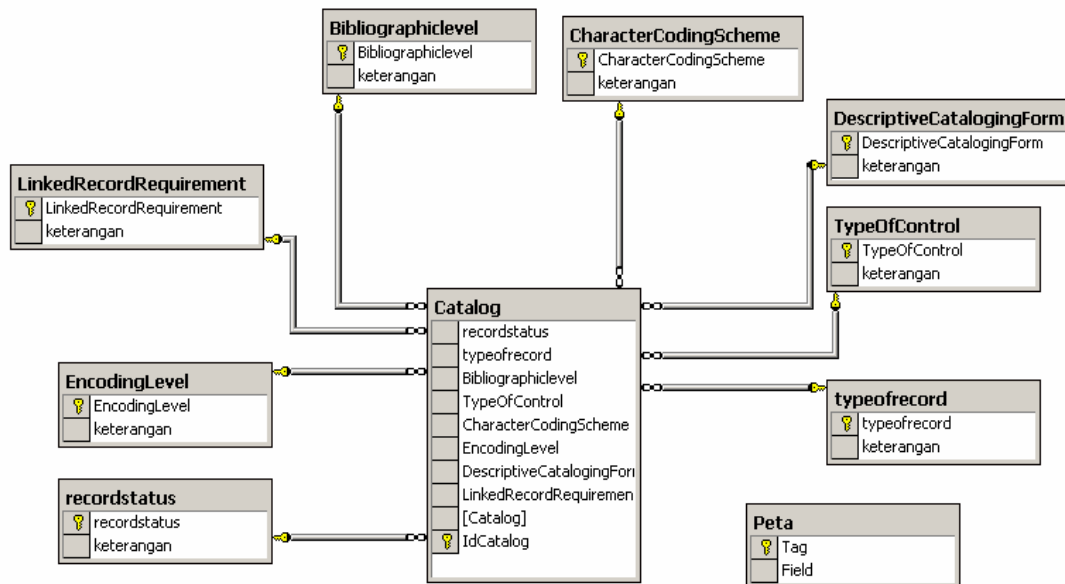 Bibliographiclevel
Bibliographiclevel
keterangan
CharacterCodingScheme
CharacterCodingScheme
keterangan
DescriptiveCatalogingForm
DescriptiveCatalogingForm
keterangan
LinkedRecordRequirement
LinkedRecordRequirement
keterangan
TypeOfControl
TypeOfControl
keterangan
Catalog
recordstatus
typeofrecord
Bibliographiclevel
TypeOfControl
CharacterCodingScheme
EncodingLevel
DescriptiveCatalogingForm
LinkedRecordRequiremen
[Catalog]
IdCatalog
EncodingLevel
EncodingLevel
keterangan
typeofrecord
typeofrecord
keterangan
recordstatus
recordstatus
keterangan
Peta
Tag
Field